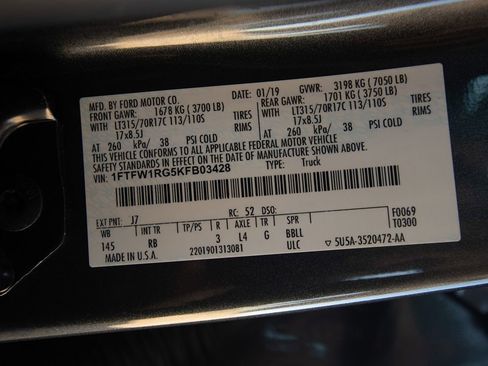 MFD. BY FORD MOTOR CO.
DATE: 01/19 GVWR: 3198 KG ( 7050 LB)
FRONT GAWR: 1678 KG ( 3700 LB) REAR GAWR: 1701 KG ( 3750 LB)
WITH LT315/70R17C 113/110S WITH LT315/70R17C 113/110S TIRES
17x8.5J 17x8.5J RIMS
AT 260 kPa/ 38 PSI COLD AT 260 kPa/ 38 PSI COLD
THIS VEHICLE CONFORMS TO ALL APPLICABLE FEDERAL MOTOR VEHICLE
SAFETY STANDARDS IN EFFECT ON THE DATE OF MANUFACTURE SHOWN ABOVE.
VIN: 1FTFW1RG5KFB03428 TYPE: Truck
F0069
T0300
EXT PNT: J7 RC: 52 DSO:
WB INT TR TP/PS R AXLE TR SPR
145 RB 3 L4 G BBLL
MADE IN U.S.A. 2201901313081 ULC ▽ 5U5A-3520472-AA